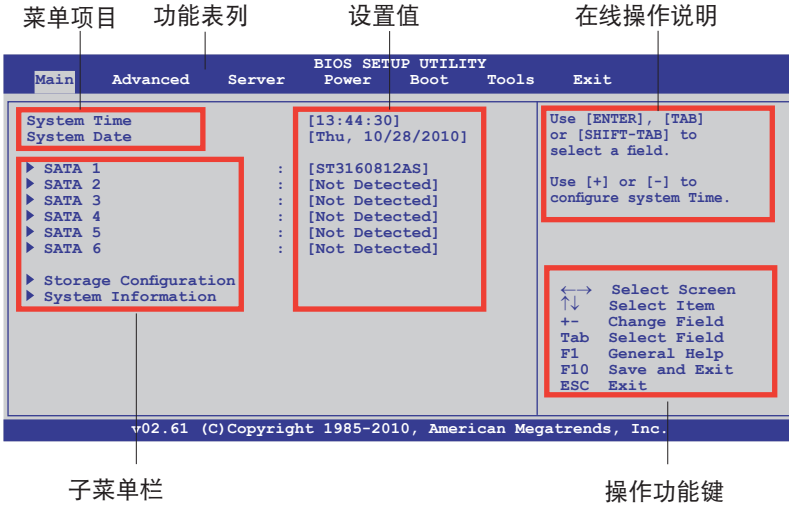 菜单项目 功能表列 设置值 在线操作说明
BIOS SETUP UTILITY
Main Advanced Server Power Boot Tools Exit
System Time [13:44:30]
System Date [Thu, 10/28/2010]
SATA 1 : [ST3160812AS]
SATA 2 : [Not Detected]
SATA 3 : [Not Detected]
SATA 4 : [Not Detected]
SATA 5 : [Not Detected]
SATA 6 : [Not Detected]
Storage Configuration
System Information
Use [ENTER], [TAB]
or [SHIFT-TAB] to
select a field.
Use [+] or [-] to
configure system Time.
←→ Select Screen
↑↓ Select Item
+- Change Field
Tab Select Field
F1 General Help
F10 Save and Exit
ESC Exit
v02.61 (C)Copyright 1985-2010, American Megatrends, Inc.
子菜单栏 操作功能键